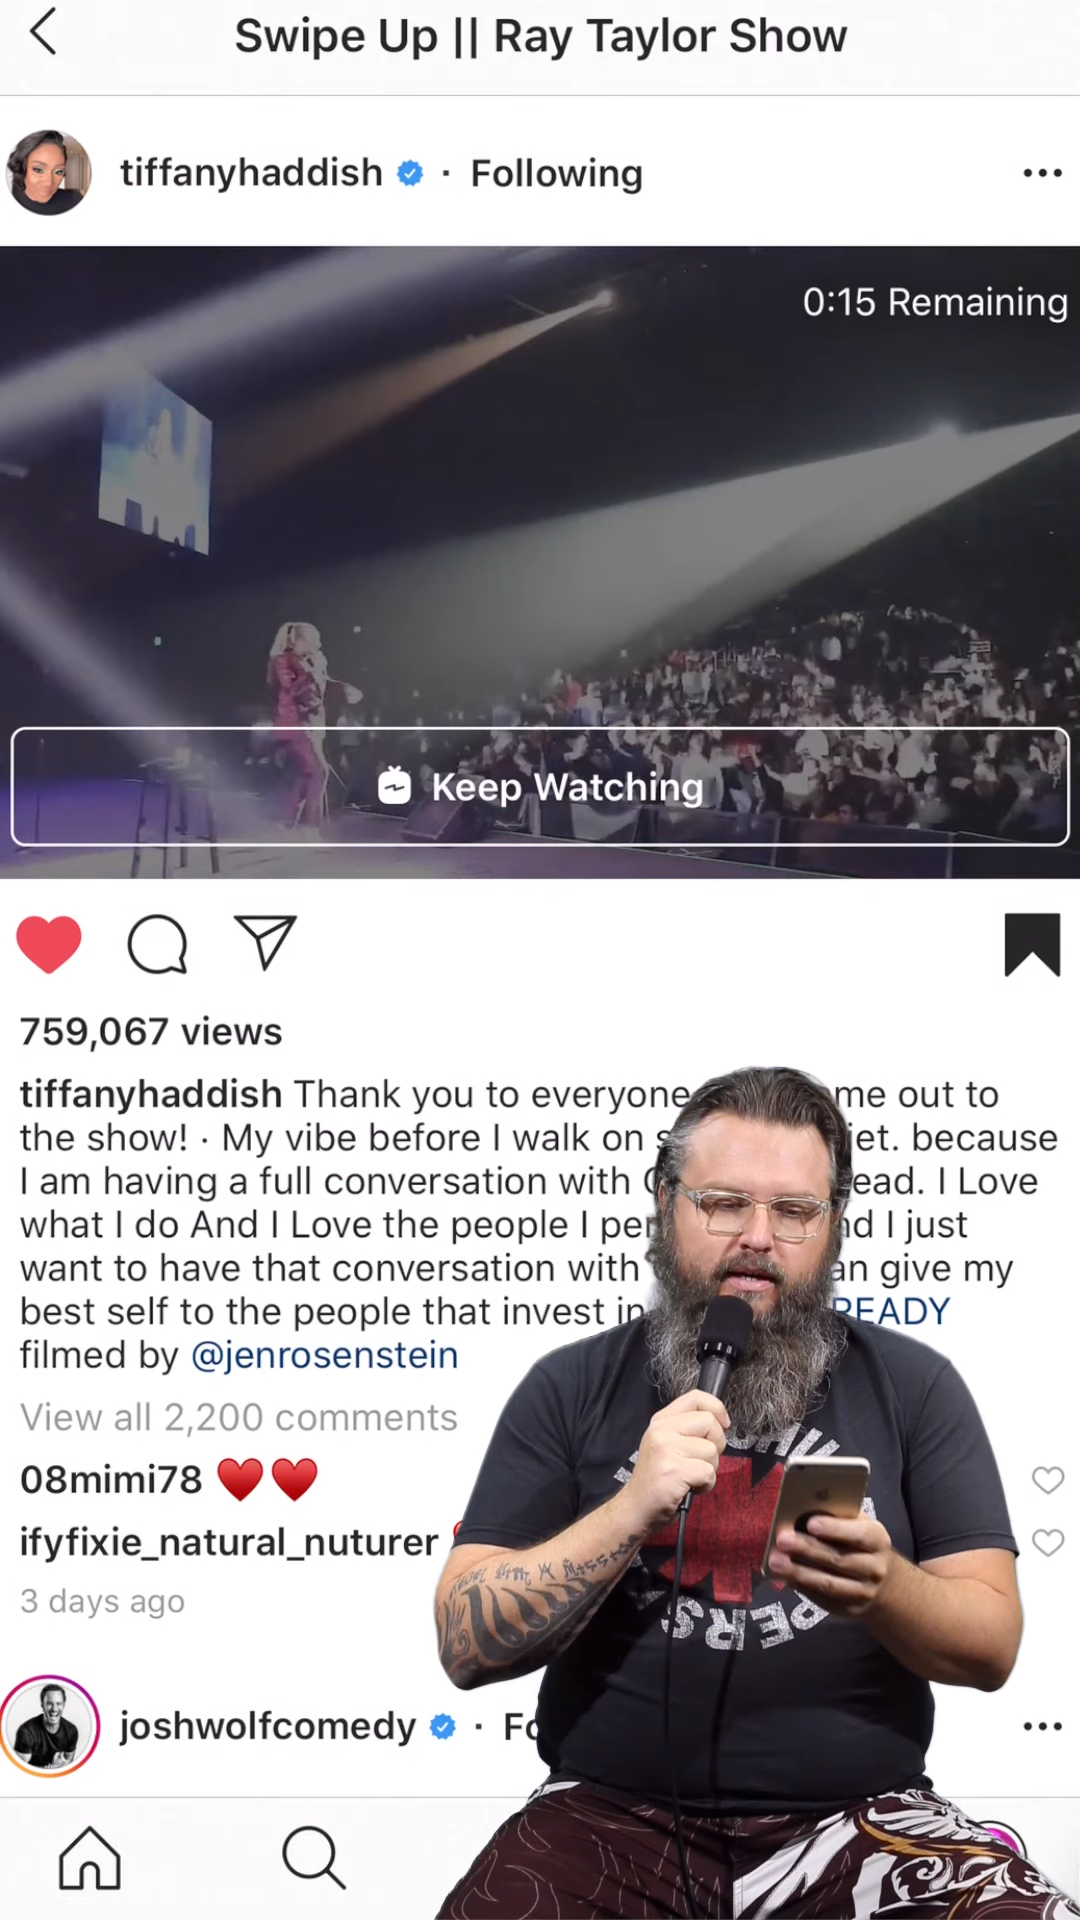 Swipe Up || Ray Taylor Show
tiffanyhaddish · Following
0:15 Remaining
Keep Watching
759,067 views
tiffanyhaddish Thank you to everyone me out to
the show! · My vibe before I walk on iet. because
I am having a full conversation with ead. I Love
what I do And I Love the people I per nd I just
want to have that conversation with an give my
best self to the people that invest in READY
filmed by @jenrosenstein
View all 2,200 comments
08mimi78 ❤️❤️
ifyfixie_natural_nuturer
3 days ago
joshwolfcomedy · Fo